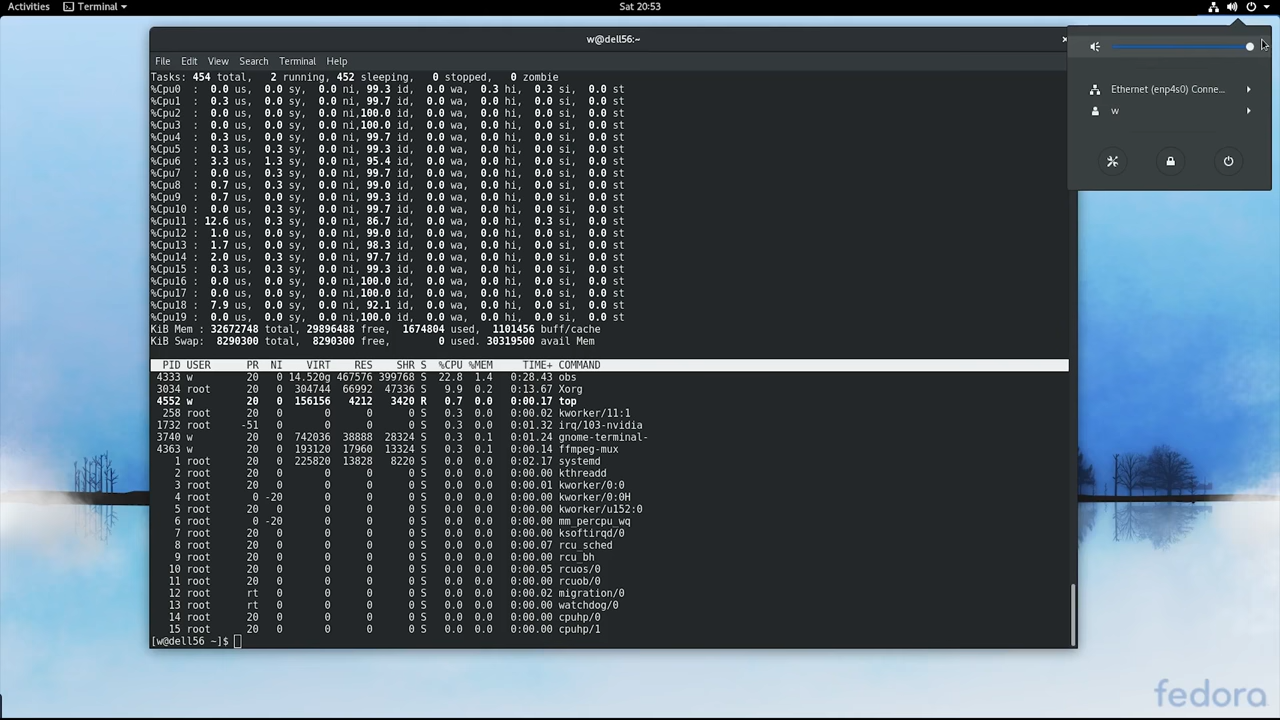 Activities Terminal Sat 20:53
w@dell56:~ ×
File Edit View Search Terminal Help
Tasks: 454 total, 2 running, 452 sleeping, 0 stopped, 0 zombie
%Cpu0 : 0.0 us, 0.0 sy, 0.0 ni, 99.3 id, 0.0 wa, 0.3 hi, 0.3 si, 0.0 st
%Cpu1 : 0.3 us, 0.0 sy, 0.0 ni, 99.7 id, 0.0 wa, 0.0 hi, 0.0 si, 0.0 st
%Cpu2 : 0.0 us, 0.0 sy, 0.0 ni,100.0 id, 0.0 wa, 0.0 hi, 0.0 si, 0.0 st
%Cpu3 : 0.0 us, 0.0 sy, 0.0 ni,100.0 id, 0.0 wa, 0.0 hi, 0.0 si, 0.0 st
%Cpu4 : 0.3 us, 0.0 sy, 0.0 ni, 99.7 id, 0.0 wa, 0.0 hi, 0.0 si, 0.0 st
%Cpu5 : 0.3 us, 0.3 sy, 0.0 ni, 99.3 id, 0.0 wa, 0.0 hi, 0.0 si, 0.0 st
%Cpu6 : 3.3 us, 1.3 sy, 0.0 ni, 95.4 id, 0.0 wa, 0.0 hi, 0.0 si, 0.0 st
%Cpu7 : 0.0 us, 0.3 sy, 0.0 ni, 99.7 id, 0.0 wa, 0.0 hi, 0.0 si, 0.0 st
%Cpu8 : 0.7 us, 0.3 sy, 0.0 ni, 99.0 id, 0.0 wa, 0.0 hi, 0.0 si, 0.0 st
%Cpu9 : 0.7 us, 0.0 sy, 0.0 ni, 99.3 id, 0.0 wa, 0.0 hi, 0.0 si, 0.0 st
%Cpu10 : 0.0 us, 0.3 sy, 0.0 ni, 99.7 id, 0.0 wa, 0.0 hi, 0.0 si, 0.0 st
%Cpu11 : 12.6 us, 0.3 sy, 0.0 ni, 86.7 id, 0.0 wa, 0.0 hi, 0.3 si, 0.0 st
%Cpu12 : 1.0 us, 0.0 sy, 0.0 ni, 99.0 id, 0.0 wa, 0.0 hi, 0.0 si, 0.0 st
%Cpu13 : 1.7 us, 0.0 sy, 0.0 ni, 98.3 id, 0.0 wa, 0.0 hi, 0.0 si, 0.0 st
%Cpu14 : 2.0 us, 0.3 sy, 0.0 ni, 97.7 id, 0.0 wa, 0.0 hi, 0.0 si, 0.0 st
%Cpu15 : 0.3 us, 0.3 sy, 0.0 ni, 99.3 id, 0.0 wa, 0.0 hi, 0.0 si, 0.0 st
%Cpu16 : 0.0 us, 0.0 sy, 0.0 ni,100.0 id, 0.0 wa, 0.0 hi, 0.0 si, 0.0 st
%Cpu17 : 0.0 us, 0.0 sy, 0.0 ni,100.0 id, 0.0 wa, 0.0 hi, 0.0 si, 0.0 st
%Cpu18 : 7.9 us, 0.0 sy, 0.0 ni, 92.1 id, 0.0 wa, 0.0 hi, 0.0 si, 0.0 st
%Cpu19 : 0.0 us, 0.0 sy, 0.0 ni,100.0 id, 0.0 wa, 0.0 hi, 0.0 si, 0.0 st
KiB Mem : 32672748 total, 29896488 free, 1674804 used, 1101456 buff/cache
KiB Swap: 8290300 total, 8290300 free, 0 used. 30319500 avail Mem
PID USER PR NI VIRT RES SHR S %CPU %MEM TIME+ COMMAND
4333 w 20 0 14.520g 467576 399768 S 22.8 1.4 0:28.43 obs
3034 root 20 0 304744 66992 47336 S 9.9 0.2 0:13.67 Xorg
4552 w 20 0 156156 4212 3420 R 0.7 0.0 0:00.17 top
258 root 20 0 0 0 0 S 0.3 0.0 0:00.02 kworker/11:1
1732 root -51 0 0 0 0 S 0.3 0.0 0:01.32 irq/103-nvidia
3740 w 20 0 742036 38888 28324 S 0.3 0.1 0:01.24 gnome-terminal-
4363 w 20 0 193120 17960 13324 S 0.3 0.1 0:00.14 ffmpeg-mux
1 root 20 0 225820 13828 8220 S 0.0 0.0 0:02.17 systemd
2 root 20 0 0 0 0 S 0.0 0.0 0:00.00 kthreadd
3 root 20 0 0 0 0 S 0.0 0.0 0:00.01 kworker/0:0
4 root 0 -20 0 0 0 S 0.0 0.0 0:00.00 kworker/0:0H
5 root 20 0 0 0 0 S 0.0 0.0 0:00.00 kworker/u152:0
6 root 0 -20 0 0 0 S 0.0 0.0 0:00.00 mm_percpu_wq
7 root 20 0 0 0 0 S 0.0 0.0 0:00.00 ksoftirqd/0
8 root 20 0 0 0 0 S 0.0 0.0 0:00.07 rcu_sched
9 root 20 0 0 0 0 S 0.0 0.0 0:00.00 rcu_bh
10 root 20 0 0 0 0 S 0.0 0.0 0:00.05 rcuos/0
11 root 20 0 0 0 0 S 0.0 0.0 0:00.00 rcuob/0
12 root rt 0 0 0 0 S 0.0 0.0 0:00.02 migration/0
13 root rt 0 0 0 0 S 0.0 0.0 0:00.00 watchdog/0
14 root 20 0 0 0 0 S 0.0 0.0 0:00.00 cpuhp/0
15 root 20 0 0 0 0 S 0.0 0.0 0:00.00 cpuhp/1
[w@dell56 ~]$
Ethernet (enp4s0) Conne...
w
fedora